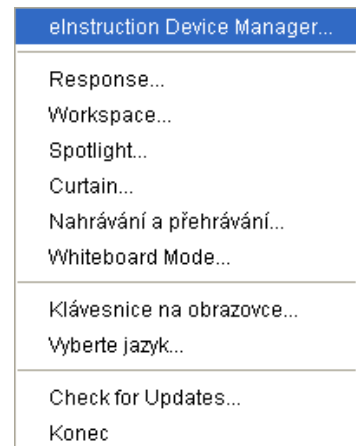 eInstruction Device Manager...
Response...
Workspace...
Spotlight...
Curtain...
Nahrávání a přehrávání...
Whiteboard Mode...
Klávesnice na obrazovce...
Vyberte jazyk...
Check for Updates...
Konec